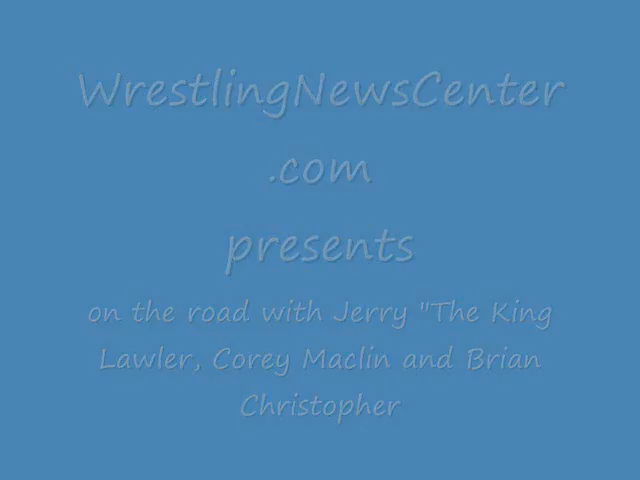 WrestlingNewsCenter
.com
presents
on the road with Jerry "The King
Lawler, Corey Maclin and Brian
Christopher